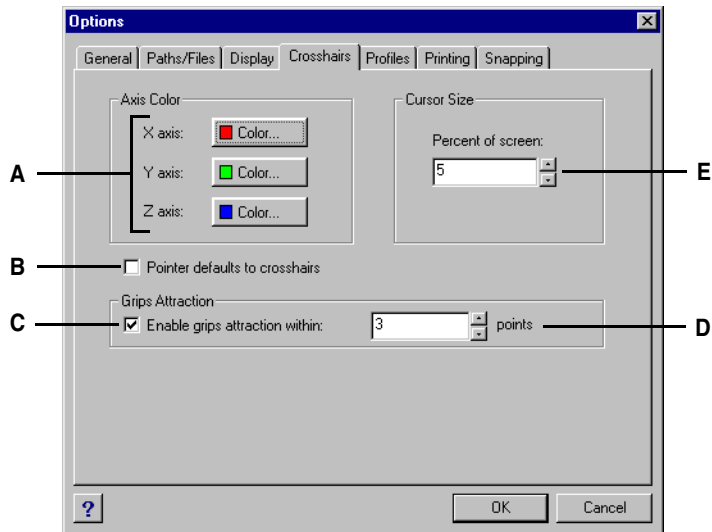 Options
General Paths/Files Display Crosshairs Profiles Printing Snapping
Axis Color
Cursor Size
X axis: Color...
Percent of screen:
A
Y axis: Color...
5
E
Z axis: Color...
B
Pointer defaults to crosshairs
Grips Attraction
C
Enable grips attraction within: 3 points
D
?
OK
Cancel